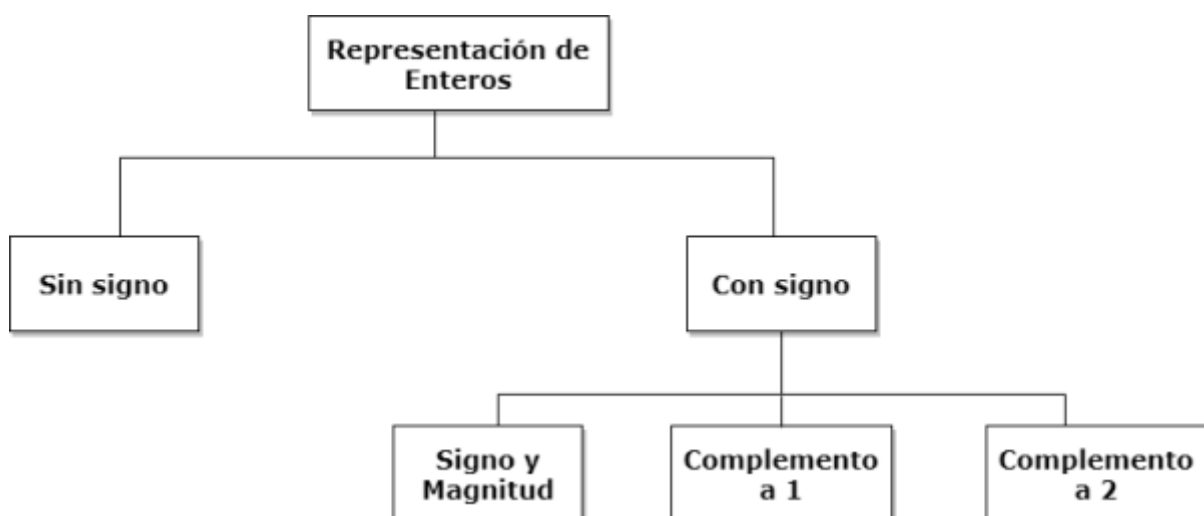 Representación de
Enteros
Sin signo
Con signo
Signo y
Magnitud
Complemento
a 1
Complemento
a 2